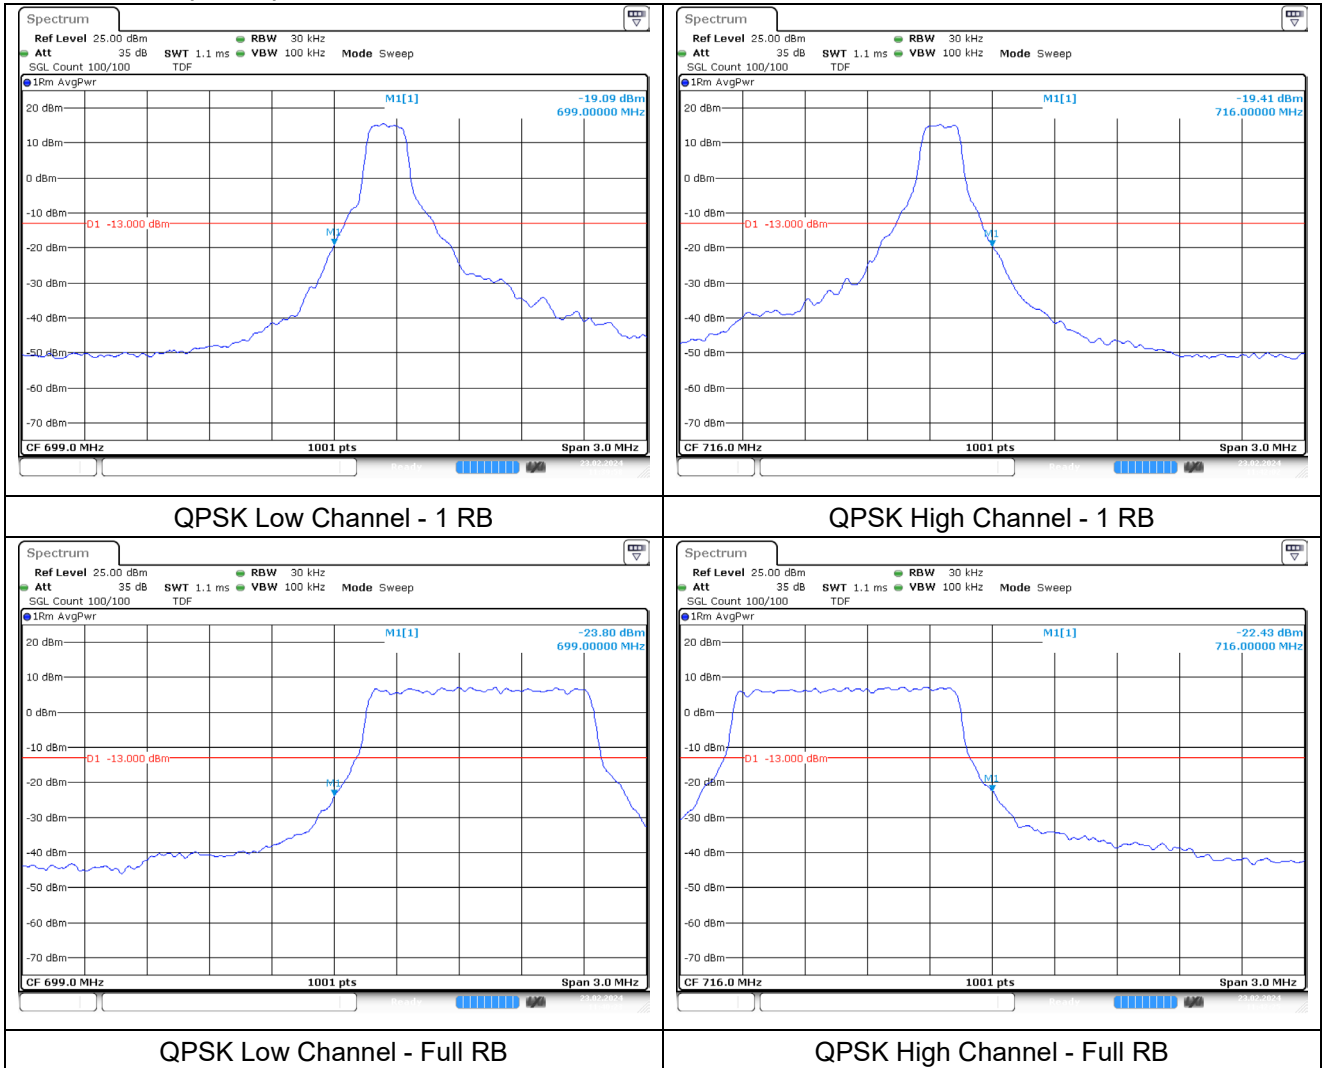 Spectrum
Ref Level 25.00 dBm RBW 30 kHz
Att 35 dB SWT 1.1 ms VBW 100 kHz Mode Sweep
SGL Count 100/100 TDF
1Rm AvgPwr
M1[1] -19.09 dBm
699.00000 MHz
20 dBm
10 dBm
0 dBm
-10 dBm
D1 -13.000 dBm
M1
-20 dBm
-30 dBm
-40 dBm
-50 dBm
-60 dBm
-70 dBm
CF 699.0 MHz 1001 pts Span 3.0 MHz
Ready 23.02.2024
QPSK Low Channel - 1 RB
Spectrum
Ref Level 25.00 dBm RBW 30 kHz
Att 35 dB SWT 1.1 ms VBW 100 kHz Mode Sweep
SGL Count 100/100 TDF
1Rm AvgPwr
M1[1] -19.41 dBm
716.00000 MHz
20 dBm
10 dBm
0 dBm
-10 dBm
D1 -13.000 dBm
M1
-20 dBm
-30 dBm
-40 dBm
-50 dBm
-60 dBm
-70 dBm
CF 716.0 MHz 1001 pts Span 3.0 MHz
Ready 23.02.2024
QPSK High Channel - 1 RB
Spectrum
Ref Level 25.00 dBm RBW 30 kHz
Att 35 dB SWT 1.1 ms VBW 100 kHz Mode Sweep
SGL Count 100/100 TDF
1Rm AvgPwr
M1[1] -23.80 dBm
699.00000 MHz
20 dBm
10 dBm
0 dBm
-10 dBm
D1 -13.000 dBm
M1
-20 dBm
-30 dBm
-40 dBm
-50 dBm
-60 dBm
-70 dBm
CF 699.0 MHz 1001 pts Span 3.0 MHz
Ready 23.02.2024
QPSK Low Channel - Full RB
Spectrum
Ref Level 25.00 dBm RBW 30 kHz
Att 35 dB SWT 1.1 ms VBW 100 kHz Mode Sweep
SGL Count 100/100 TDF
1Rm AvgPwr
M1[1] -22.43 dBm
716.00000 MHz
20 dBm
10 dBm
0 dBm
-10 dBm
D1 -13.000 dBm
M1
-20 dBm
-30 dBm
-40 dBm
-50 dBm
-60 dBm
-70 dBm
CF 716.0 MHz 1001 pts Span 3.0 MHz
Ready 23.02.2024
QPSK High Channel - Full RB